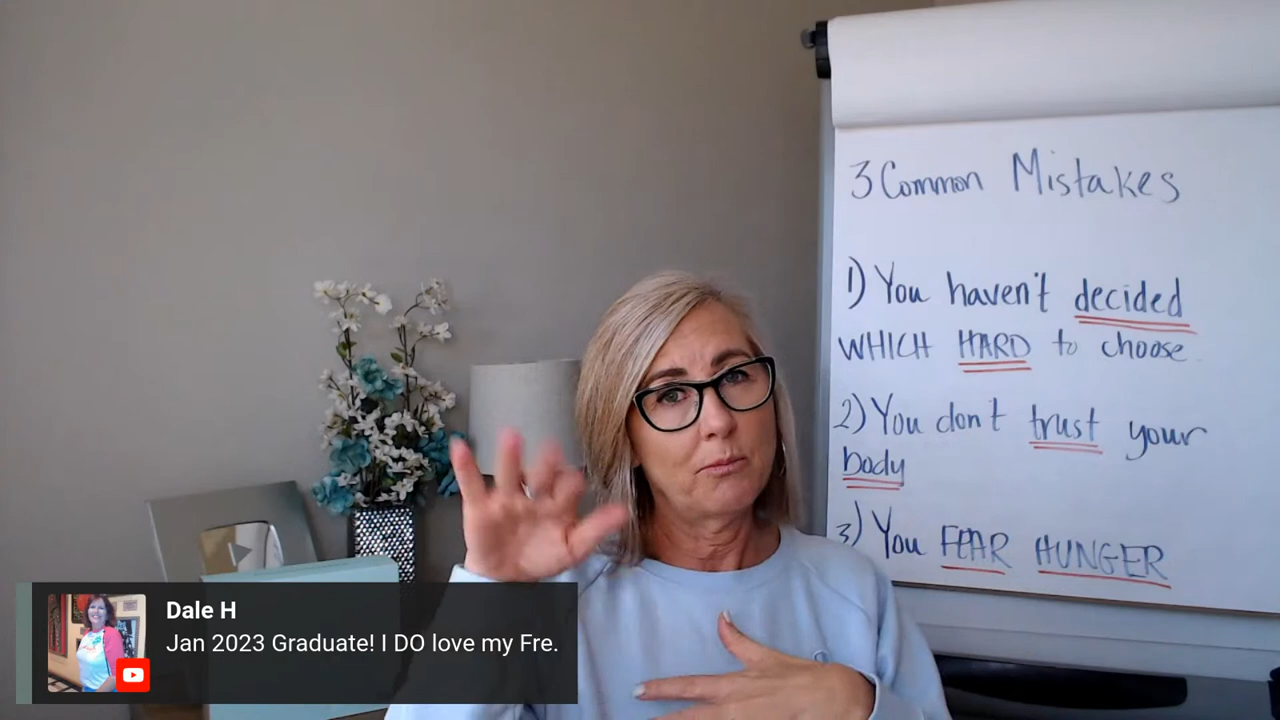 3 Common Mistakes
1) You haven't decided
WHICH HARD to choose
2) You don't trust your
body
3) You FEAR HUNGER
Dale H
Jan 2023 Graduate! I DO love my Fre.